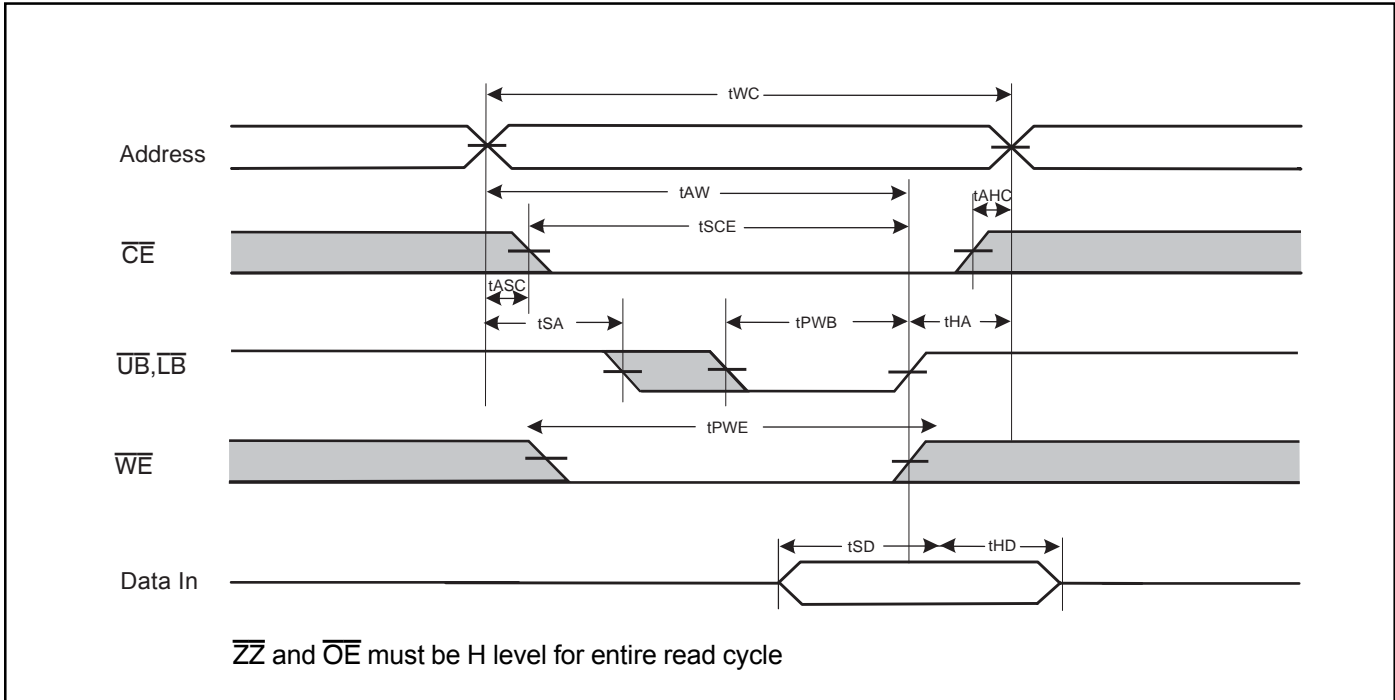 tWC
Address
tAW
tAHC
tSCE
CE
tASC
tSA
tPWB
tHA
UB,LB
tPWE
WE
tSD
tHD
Data In
ZZ and OE must be H level for entire read cycle